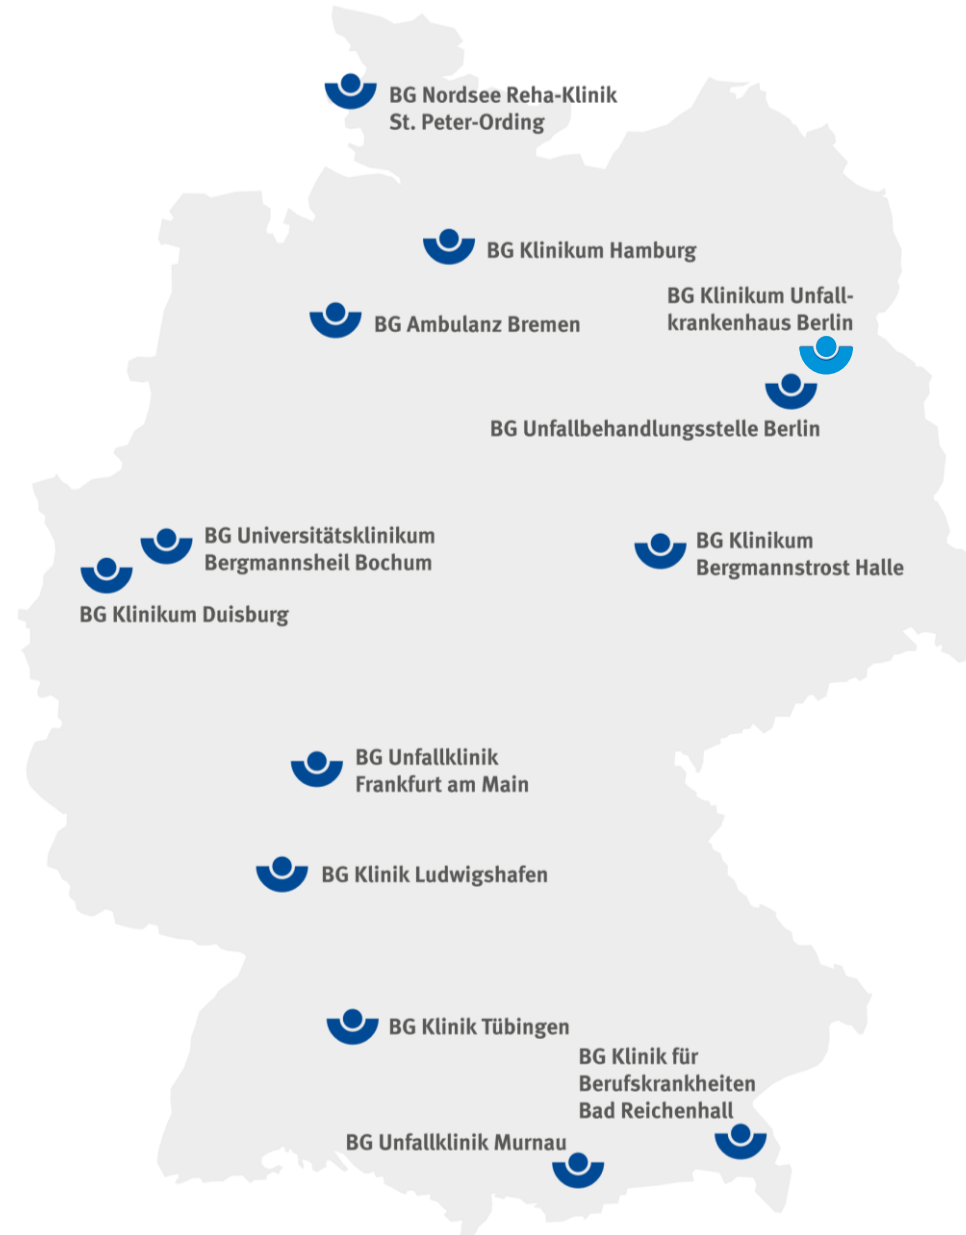 BG Nordsee Reha-Klinik
St. Peter-Ording
BG Klinikum Hamburg
BG Klinikum Unfall-
krankenhaus Berlin
BG Ambulanz Bremen
BG Unfallbehandlungsstelle Berlin
BG Universitätsklinikum
Bergmannsheil Bochum
BG Klinikum
Bergmannstrost Halle
BG Klinikum Duisburg
BG Unfallklinik
Frankfurt am Main
BG Klinik Ludwigshafen
BG Klinik Tübingen
BG Klinik für
Berufskrankheiten
Bad Reichenhall
BG Unfallklinik Murnau